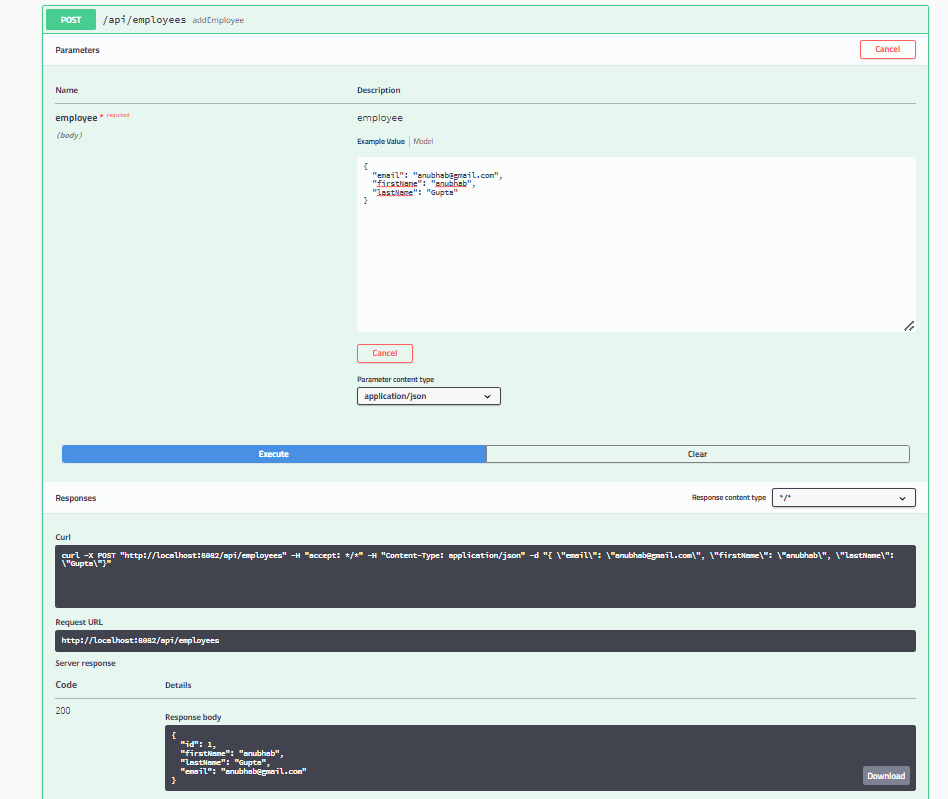 POST /api/employees addEmployee
Parameters
Cancel
Name Description
employee * required employee
(body)
Example Value Model
{
"email": "anubhab@gmail.com",
"firstName": "anubhab",
"lastName": "Gupta"
}
Cancel
Parameter content type
application/json
Execute Clear
Responses Response content type */*
Curl
curl -X POST "http://localhost:8082/api/employees" -H "accept: */*" -H "Content-Type: application/json" -d "{ \"email\": \"anubhab@gmail.com\", \"firstName\": \"anubhab\", \"lastName\":
\"Gupta\"}"
Request URL
http://localhost:8082/api/employees
Server response
Code Details
200
Response body
{
"id": 1,
"firstName": "anubhab",
"lastName": "Gupta",
"email": "anubhab@gmail.com"
}
Download